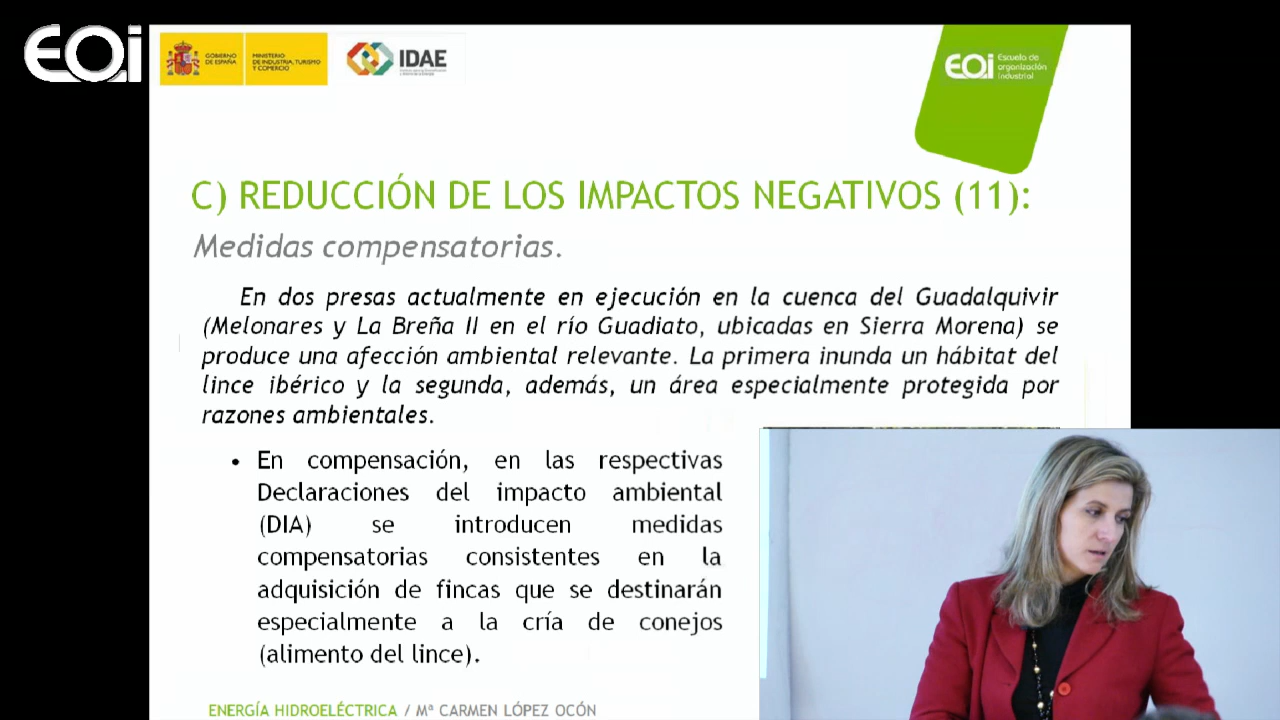 EOi
GOBIERNO
DE ESPAÑA
MINISTERIO
DE INDUSTRIA, TURISMO
Y COMERCIO
IDAE
EOi
Escuela de
organización
industrial
C) REDUCCIÓN DE LOS IMPACTOS NEGATIVOS (11):
Medidas compensatorias.
En dos presas actualmente en ejecución en la cuenca del Guadalquivir
(Melonares y La Breña II en el río Guadiato, ubicadas en Sierra Morena) se
produce una afección ambiental relevante. La primera inunda un hábitat del
lince ibérico y la segunda, además, un área especialmente protegida por
razones ambientales.
• En compensación, en las respectivas
Declaraciones del impacto ambiental
(DIA) se introducen medidas
compensatorias consistentes en la
adquisición de fincas que se destinarán
especialmente a la cría de conejos
(alimento del lince).
ENERGÍA HIDROELÉCTRICA / Mª CARMEN LÓPEZ OCÓN